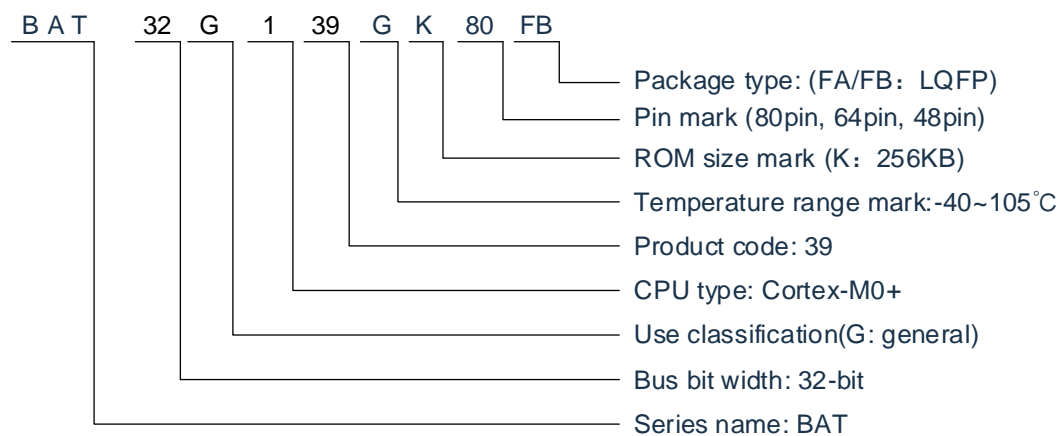 BAT 32 G 1 39 G K 80 FB
Package type: (FA/FB：LQFP)
Pin mark (80pin, 64pin, 48pin)
ROM size mark (K：256KB)
Temperature range mark:-40~105℃
Product code: 39
CPU type: Cortex-M0+
Use classification(G: general)
Bus bit width: 32-bit
Series name: BAT